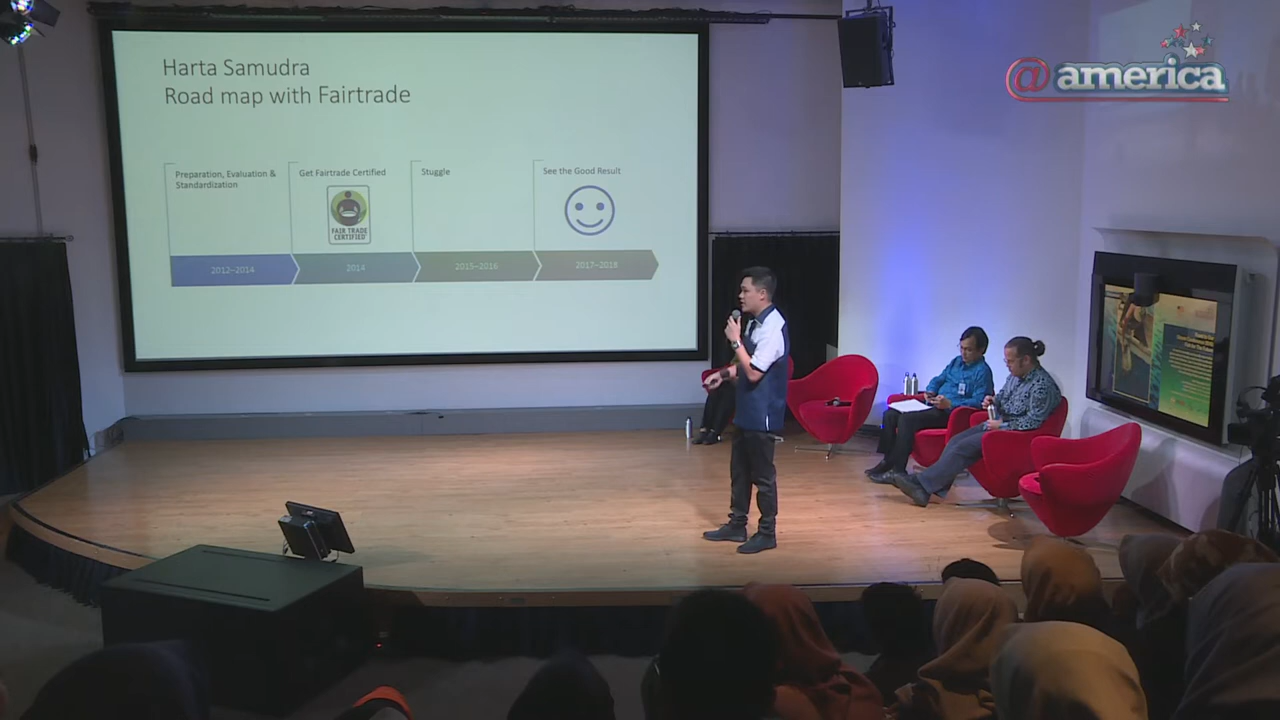 Harta Samudra
Road map with Fairtrade
Preparation, Evaluation &
Standardization
Get Fairtrade Certified
Stuggle
See the Good Result
FAIR TRADE
CERTIFIED
2012–2014
2014
2015–2016
2017–2018
@america